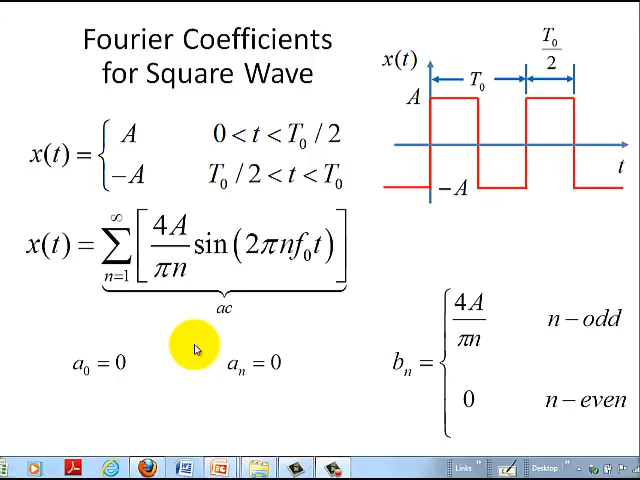 Fourier Coefficients
for Square Wave
x(t) = { A 0 < t < T₀ / 2
−A T₀ / 2 < t < T₀
x(t) = ∑ₙ₌₁^∞ [ 4A/πn sin(2πnf₀t) ]
ac
a₀ = 0 aₙ = 0
x(t)
T₀
T₀/2
A
t
−A
bₙ = { 4A/πn n − odd
0 n − even
Links »
Desktop »